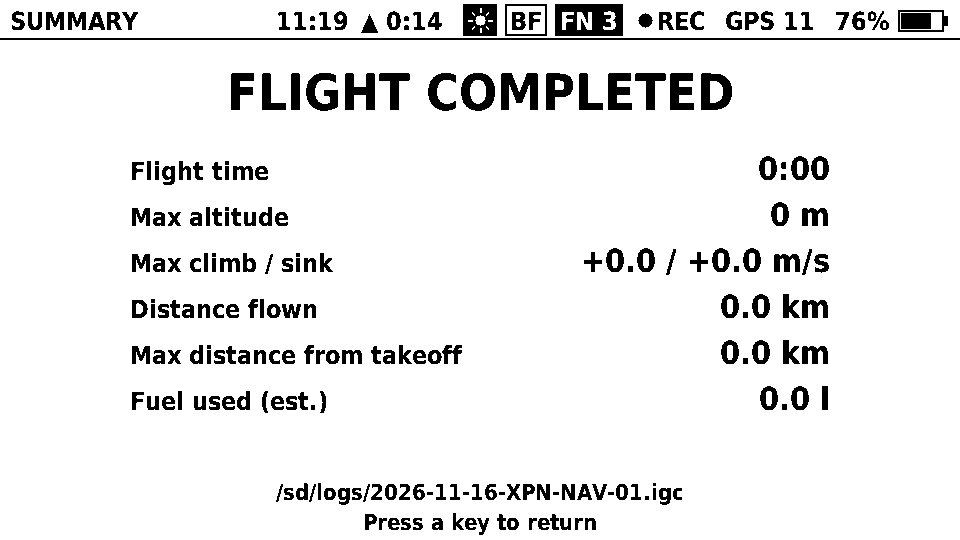 SUMMARY 11:19 ▲ 0:14 BF FN 3 ●REC GPS 11 76%
FLIGHT COMPLETED
Flight time 0:00
Max altitude 0 m
Max climb / sink +0.0 / +0.0 m/s
Distance flown 0.0 km
Max distance from takeoff 0.0 km
Fuel used (est.) 0.0 l
/sd/logs/2026-11-16-XPN-NAV-01.igc
Press a key to return